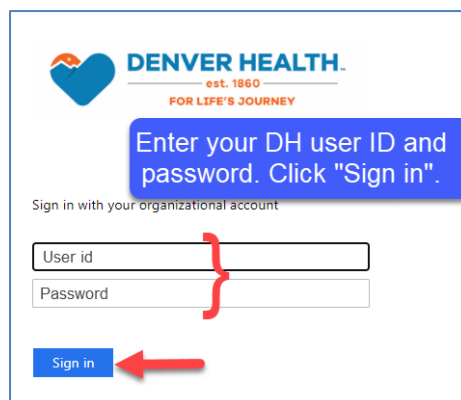 DENVER HEALTH™
est. 1860
FOR LIFE'S JOURNEY
Enter your DH user ID and
password. Click "Sign in".
Sign in with your organizational account
User id
Password
Sign in